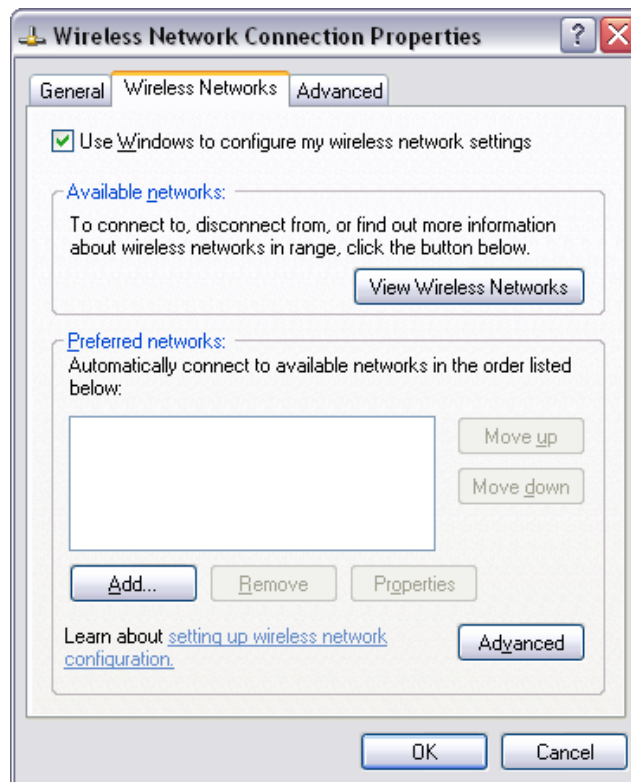 Wireless Network Connection Properties
General
Wireless Networks
Advanced
Use Windows to configure my wireless network settings
Available networks:
To connect to, disconnect from, or find out more information
about wireless networks in range, click the button below.
View Wireless Networks
Preferred networks:
Automatically connect to available networks in the order listed
below:
Move up
Move down
Add...
Remove
Properties
Learn about setting up wireless network
configuration.
Advanced
OK
Cancel